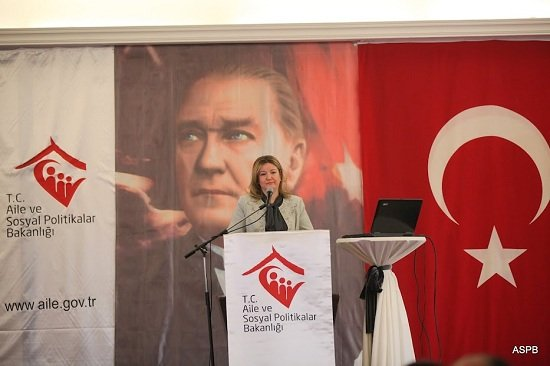 T.C.
Aile ve
Sosyal Politikalar
Bakanlığı
www.aile.gov.tr
T.C.
Aile ve
Sosyal Politikalar
Bakanlığı
ASPB